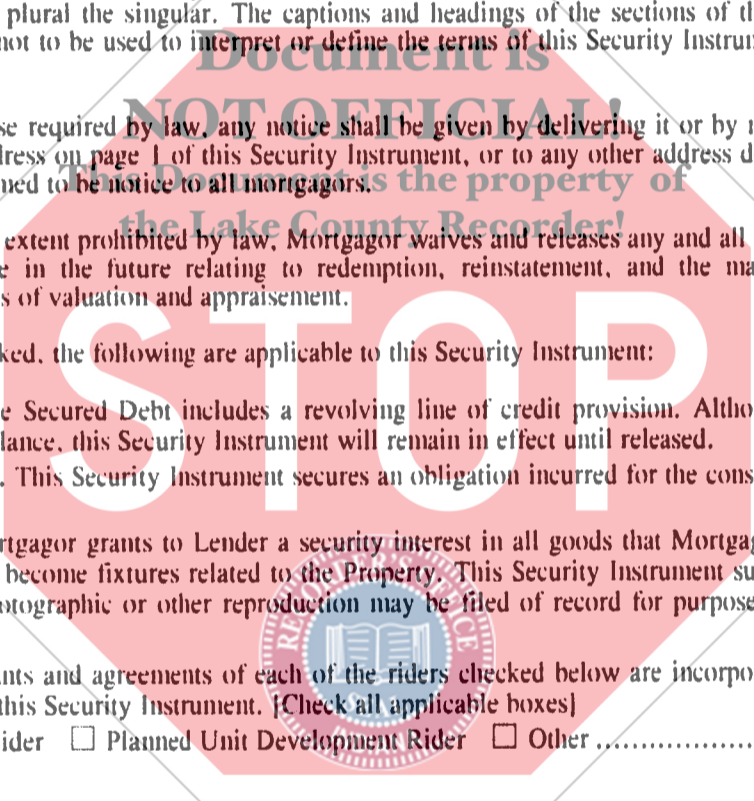 plural the singular. The captions and headings of the sections of
not to be used to interpret or define the terms of this Security
Document is
NOT OFFICIAL!
required by law, any notice shall be given by delivering it or by
on page 1 of this Security Instrument, or to any other address
to be notice to all mortgagors.
This Document is the property of
the Lake County Recorder!
extent prohibited by law, Mortgagor waives and releases any and all
in the future relating to redemption, reinstatement, and the
of valuation and appraisement.
STOP
ked, the following are applicable to this Security Instrument:
e Secured Debt includes a revolving line of credit provision. Altho
lance, this Security Instrument will remain in effect until released.
. This Security Instrument secures an obligation incurred for the cons
rtgagor grants to Lender a security interest in all goods that Mortga
become fixtures related to the Property. This Security Instrument su
otographic or other reproduction may be filed of record for purpose
nts and agreements of each of the riders checked below are incorpo
this Security Instrument. [Check all applicable boxes]
ider ☐ Planned Unit Development Rider ☐ Other ....................
RECORDER'S OFFICE
SEAL
INDIANA